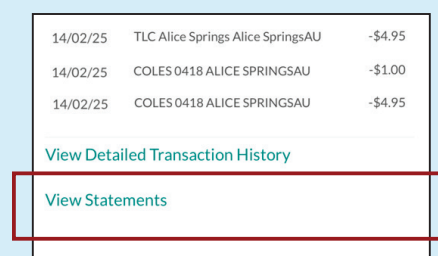 14/02/25 TLC Alice Springs Alice SpringsAU -$4.95
14/02/25 COLES 0418 ALICE SPRINGSAU -$1.00
14/02/25 COLES 0418 ALICE SPRINGSAU -$4.95
View Detailed Transaction History
View Statements